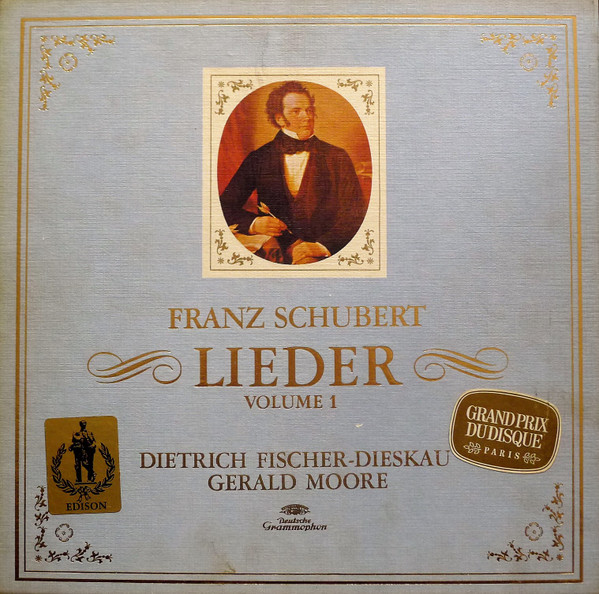 FRANZ SCHUBERT
LIEDER
VOLUME 1
GRAND PRIX
DU DISQUE
PARIS
EDISON
DIETRICH FISCHER-DIESKAU
GERALD MOORE
Deutsche
Grammophon